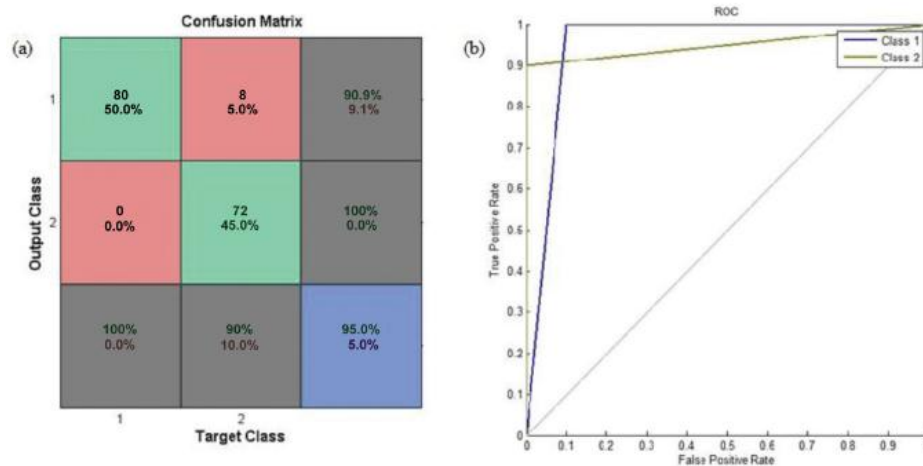 (a)
Confusion Matrix
Output Class
1
80
50.0%
8
5.0%
90.9%
9.1%
2
0
0.0%
72
45.0%
100%
0.0%
100%
0.0%
90%
10.0%
95.0%
5.0%
1 2
Target Class
(b)
ROC
Class 1
Class 2
True Positive Rate
1
0.9
0.8
0.7
0.6
0.5
0.4
0.3
0.2
0.1
0
0 0.1 0.2 0.3 0.4 0.5 0.6 0.7 0.8 0.9
False Positive Rate